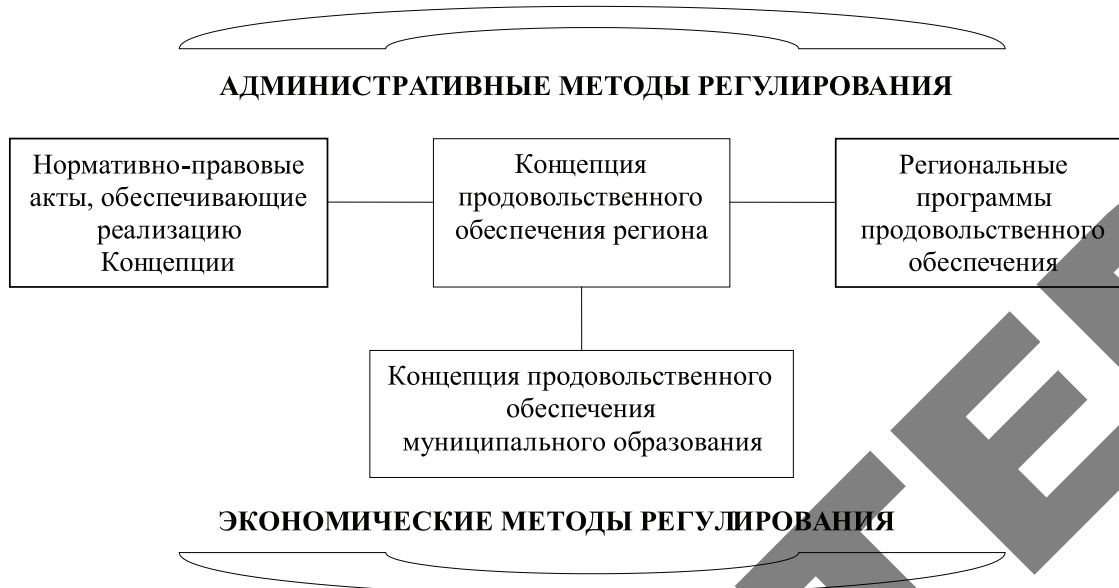 АДМИНИСТРАТИВНЫЕ МЕТОДЫ РЕГУЛИРОВАНИЯ
Нормативно-правовые
акты, обеспечивающие
реализацию
Концепции
Концепция
продовольственного
обеспечения региона
Региональные
программы
продовольственного
обеспечения
Концепция продовольственного
обеспечения
муниципального образования
ЭКОНОМИЧЕСКИЕ МЕТОДЫ РЕГУЛИРОВАНИЯ